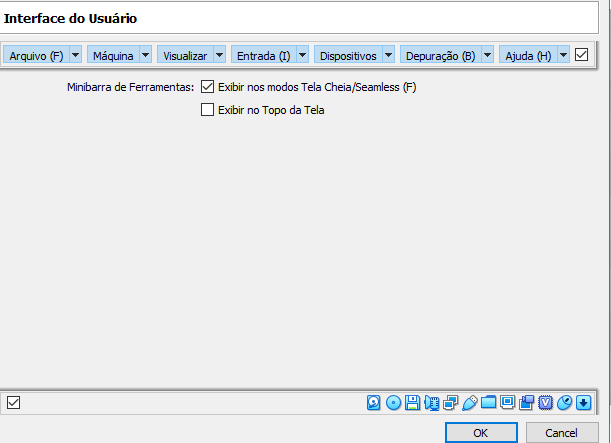 Interface do Usuário
Arquivo (F) Máquina Visualizar Entrada (I) Dispositivos Depuração (B) Ajuda (H)
Minibarra de Ferramentas: Exibir nos modos Tela Cheia/Seamless (F)
Exibir no Topo da Tela
OK Cancel